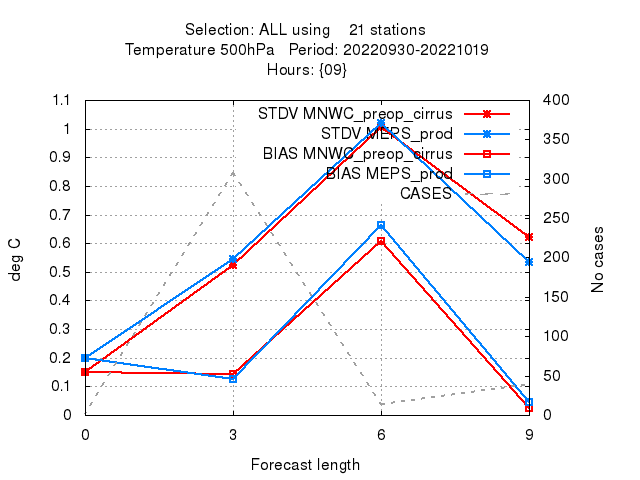 Selection: ALL using    21 stations
Temperature 500hPa   Period: 20220930-20221019
Hours: {09}
1.1
1
0.9
0.8
0.7
0.6
0.5
0.4
0.3
0.2
0.1
0
deg C
STDV MNWC_preop_cirrus
STDV MEPS_prod
BIAS MNWC_preop_cirrus
BIAS MEPS_prod
CASES
400
350
300
250
200
150
100
50
0
No cases
0 3 6 9
Forecast length